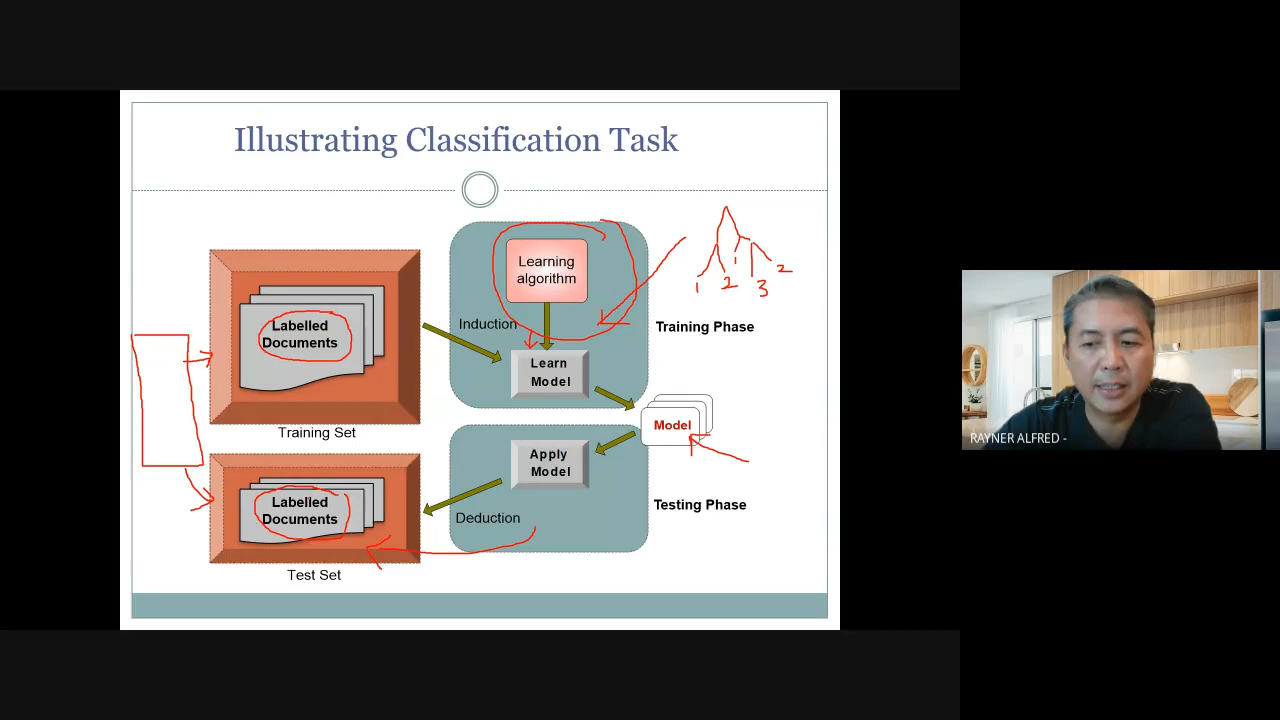 Illustrating Classification Task
Learning
algorithm
Labelled
Documents
Induction
Training Phase
Learn
Model
Training Set
Model
Apply
Model
Labelled
Documents
Testing Phase
Deduction
Test Set
1
2
1
3
2
RAYNER ALFRED -